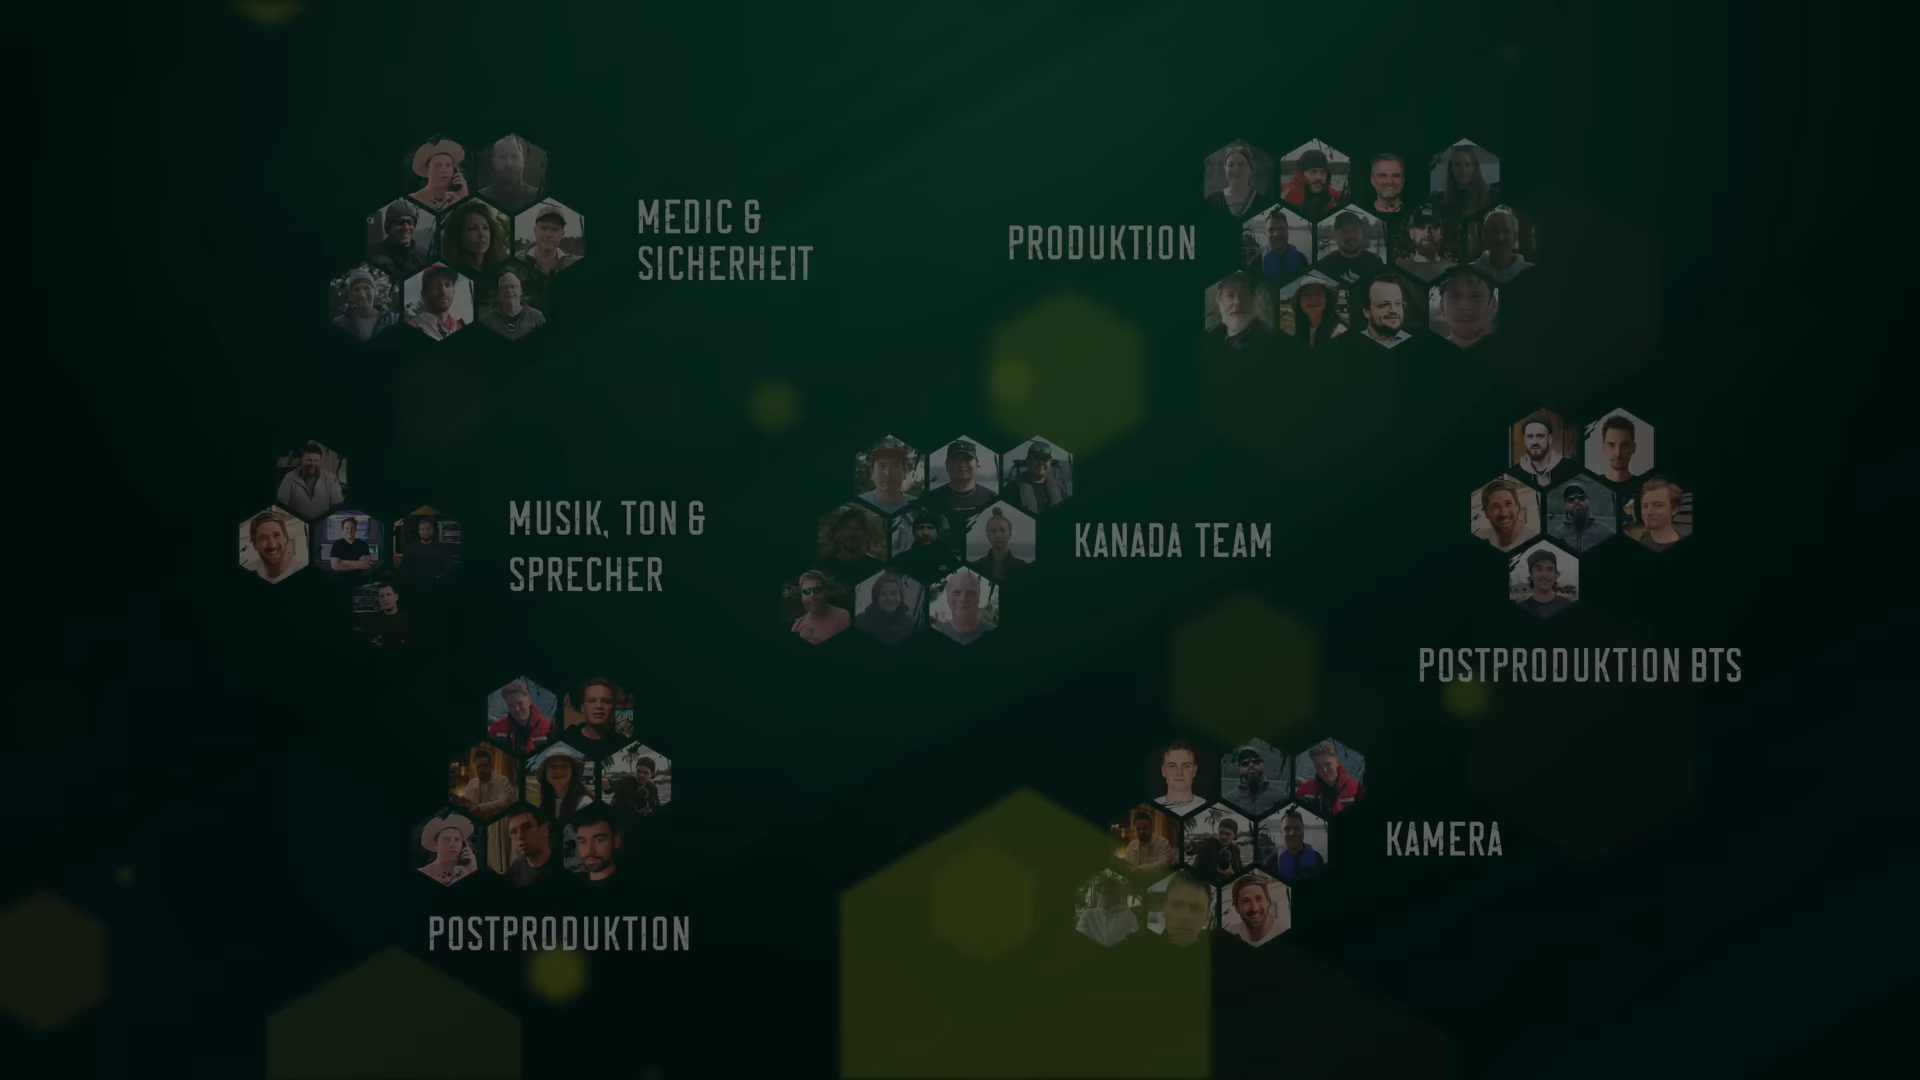 MEDIC &
SICHERHEIT
PRODUKTION
MUSIK, TON &
SPRECHER
KANADA TEAM
POSTPRODUKTION BTS
KAMERA
POSTPRODUKTION